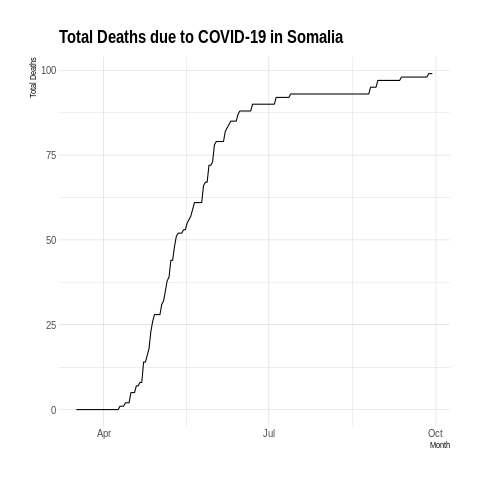 Total Deaths due to COVID-19 in Somalia
Total Deaths
100
75
50
25
0
Apr Jul Oct
Month